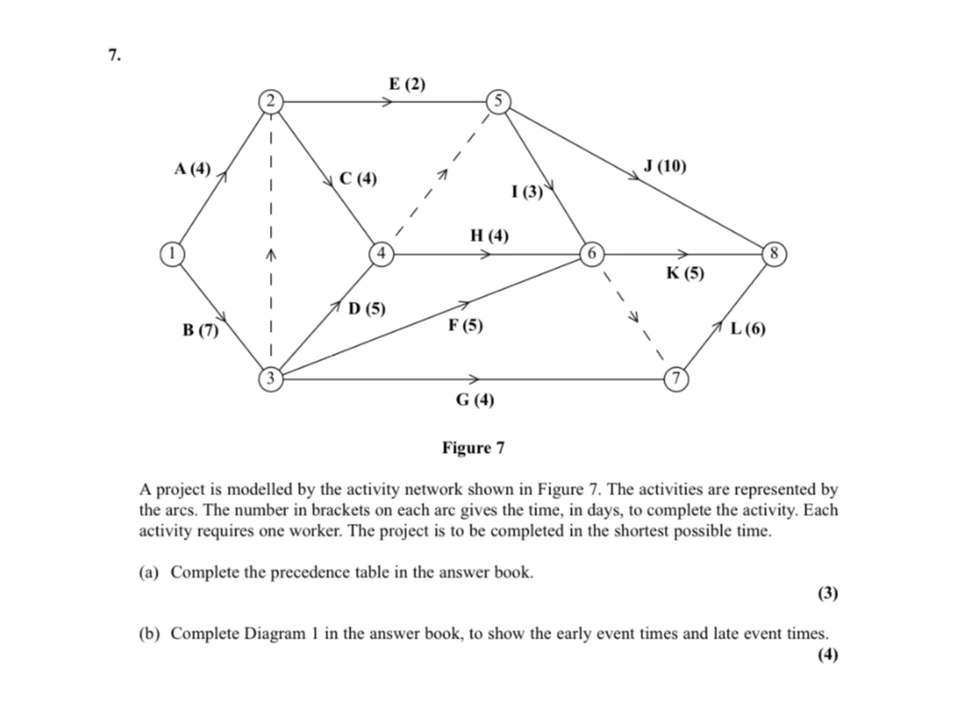 7.
E (2)
2
5
A (4)
C (4)
J (10)
I (3)
H (4)
1
4
6
8
K (5)
D (5)
B (7)
F (5)
L (6)
3
7
G (4)
Figure 7
A project is modelled by the activity network shown in Figure 7. The activities are represented by
the arcs. The number in brackets on each arc gives the time, in days, to complete the activity. Each
activity requires one worker. The project is to be completed in the shortest possible time.
(a) Complete the precedence table in the answer book.
(3)
(b) Complete Diagram 1 in the answer book, to show the early event times and late event times.
(4)